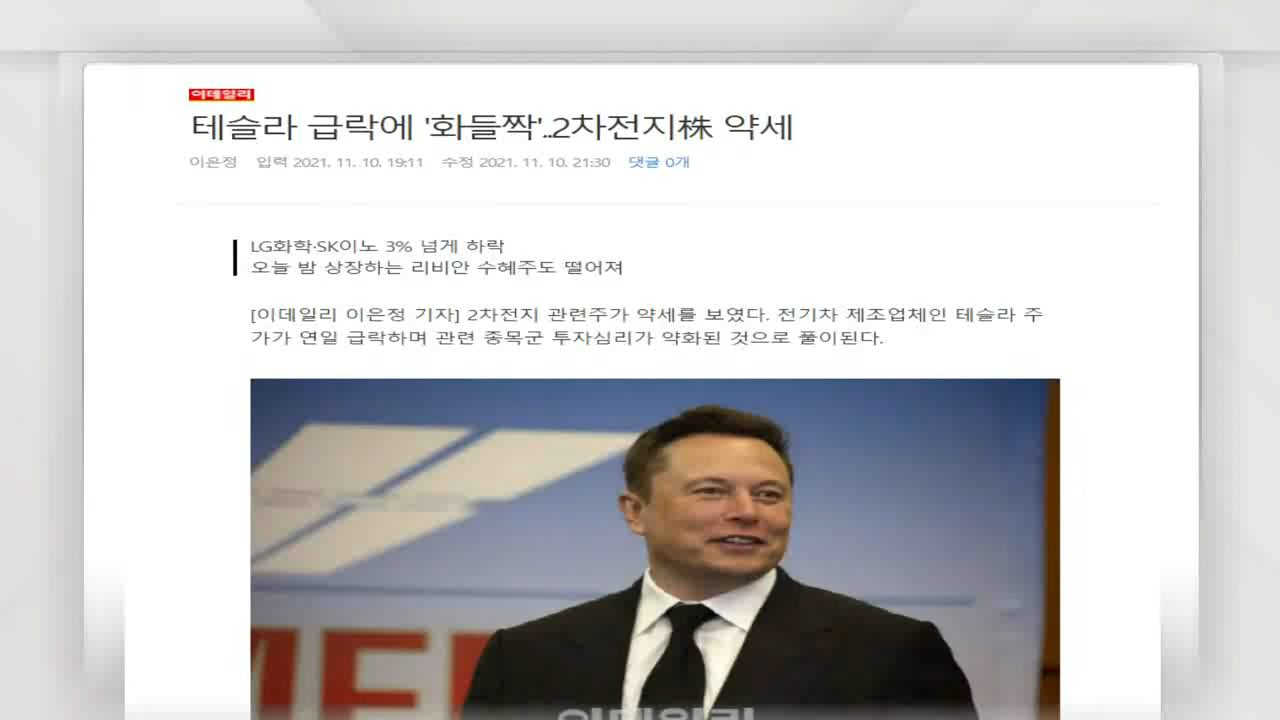 이데일리
테슬라 급락에 '화들짝'..2차전지株 약세
이은정 입력 2021. 11. 10. 19:11 수정 2021. 11. 10. 21:30 댓글 0개
LG화학·SK이노 3% 넘게 하락
오늘 밤 상장하는 리비안 수혜주도 떨어져
[이데일리 이은정 기자] 2차전지 관련주가 약세를 보였다. 전기차 제조업체인 테슬라 주
가가 연일 급락하며 관련 종목군 투자심리가 약화된 것으로 풀이된다.
이데일리